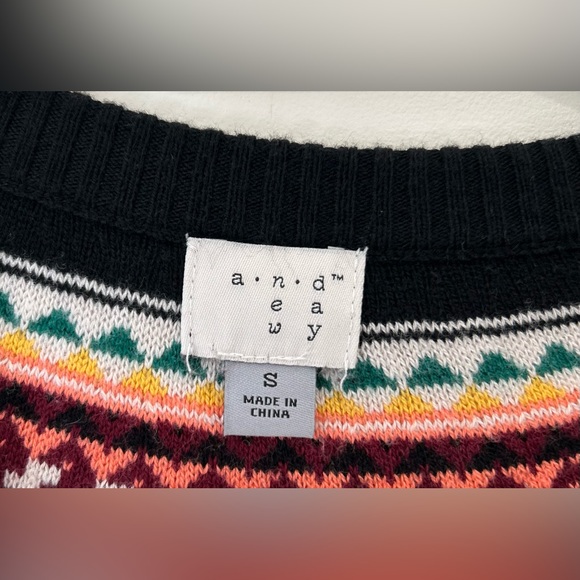 a · n · d™
e a
w y
S
MADE IN
CHINA